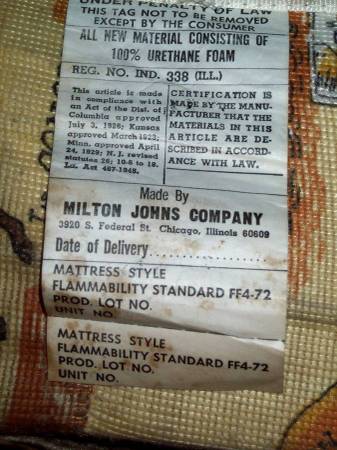 UNDER PENALTY OF LAW
THIS TAG NOT TO BE REMOVED
EXCEPT BY THE CONSUMER
ALL NEW MATERIAL CONSISTING OF
100% URETHANE FOAM
REG. NO. IND. 338 (ILL.)
This article is made
in compliance with
an Act of the Dist. of
Columbia approved
July 3, 1926; Kansas
approved March 1923;
Minn. approved April
24, 1929; N. J. revised
statutes 26; 10-6 to 18.
La. Act 467-1948.
CERTIFICATION IS
MADE BY THE MANU-
FACTURER THAT THE
MATERIALS IN THIS
ARTICLE ARE DE-
SCRIBED IN ACCORD-
ANCE WITH LAW.
Made By
MILTON JOHNS COMPANY
3920 S. Federal St. Chicago, Illinois 60609
Date of Delivery
MATTRESS STYLE
FLAMMABILITY STANDARD FF4-72
PROD. LOT NO.
UNIT NO.
MATTRESS STYLE
FLAMMABILITY STANDARD FF4-72
PROD. LOT NO.
UNIT NO.